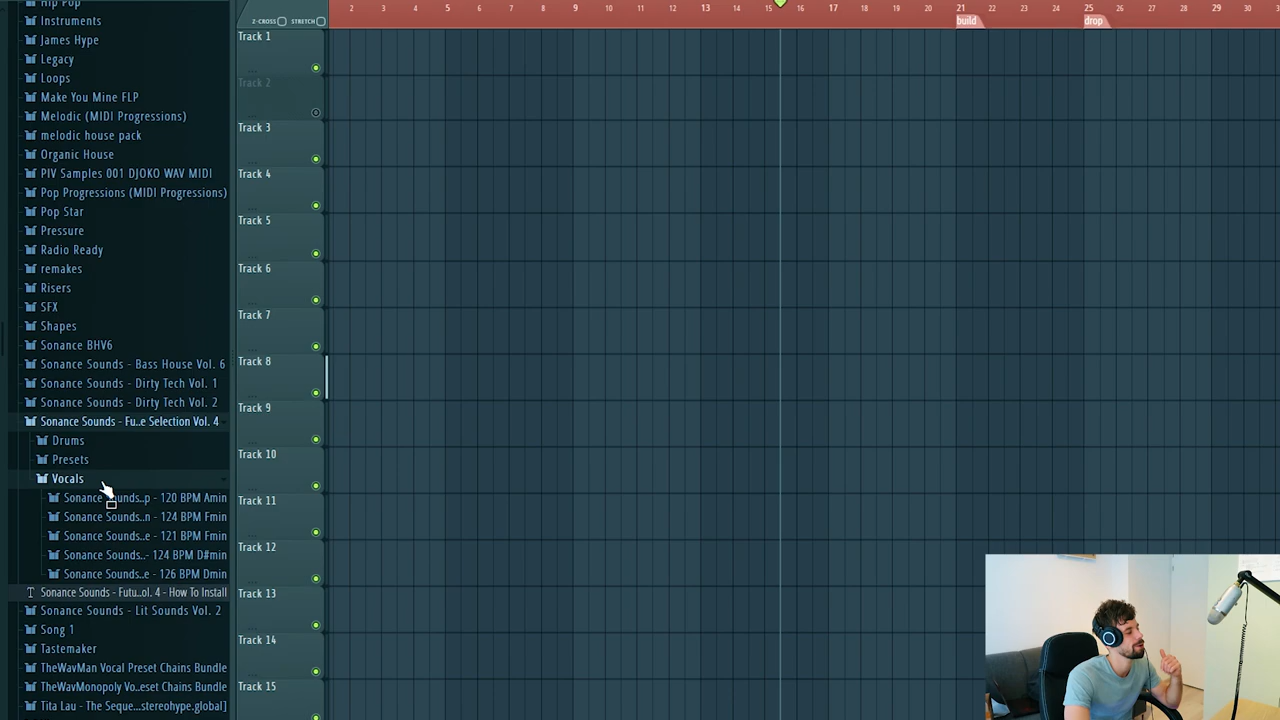 Hip Pop
Instruments
James Hype
Legacy
Loops
Make You Mine FLP
Melodic (MIDI Progressions)
melodic house pack
Organic House
PIV Samples 001 DJOKO WAV MIDI
Pop Progressions (MIDI Progressions)
Pop Star
Pressure
Radio Ready
remakes
Risers
SFX
Shapes
Sonance BHV6
Sonance Sounds - Bass House Vol. 6
Sonance Sounds - Dirty Tech Vol. 1
Sonance Sounds - Dirty Tech Vol. 2
Sonance Sounds - Fu..e Selection Vol. 4
Drums
Presets
Vocals
Sonance Sounds..p - 120 BPM Amin
Sonance Sounds..n - 124 BPM Fmin
Sonance Sounds..e - 121 BPM Fmin
Sonance Sounds..- 124 BPM D#min
Sonance Sounds..e - 126 BPM Dmin
Sonance Sounds - Futu..ol. 4 - How To Install
Sonance Sounds - Lit Sounds Vol. 2
Song 1
Tastemaker
TheWavMan Vocal Preset Chains Bundle
TheWavMonopoly Vo..eset Chains Bundle
Tita Lau - The Seque...stereohype.global]
Z-CROSS STRETCH
2 3 4 5 6 7 8 9 10 11 12 13 14 15 16 17 18 19 20 21 22 23 24 25 26 27 28 29 30
build drop
Track 1
Track 2
Track 3
Track 4
Track 5
Track 6
Track 7
Track 8
Track 9
Track 10
Track 11
Track 12
Track 13
Track 14
Track 15